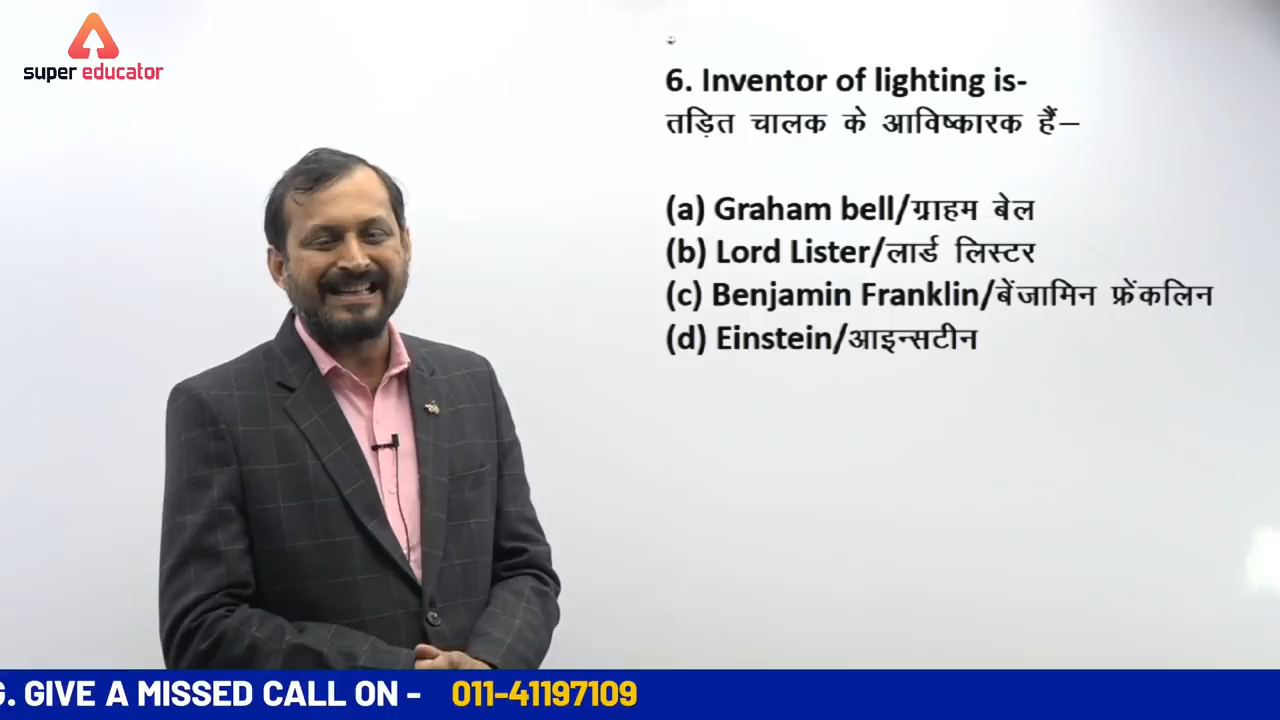 super educator
6. Inventor of lighting is-
तड़ित चालक के आविष्कारक हैं–
(a) Graham bell/ग्राहम बेल
(b) Lord Lister/लार्ड लिस्टर
(c) Benjamin Franklin/बेंजामिन फ्रेंकलिन
(d) Einstein/आइन्सटीन
G. GIVE A MISSED CALL ON - 011-41197109